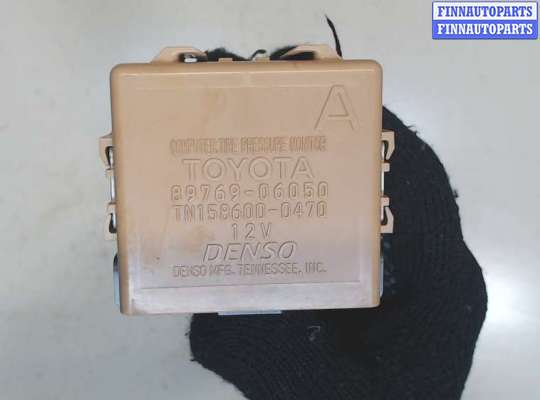 FINNAUTOPARTS
FINNAUTOPARTS
A
COMPUTER,TIRE PRESSURE MONITOR
TOYOTA
89769-06050
TN158600-0470
12V
DENSO
DENSO MFG. TENNESSEE, INC.